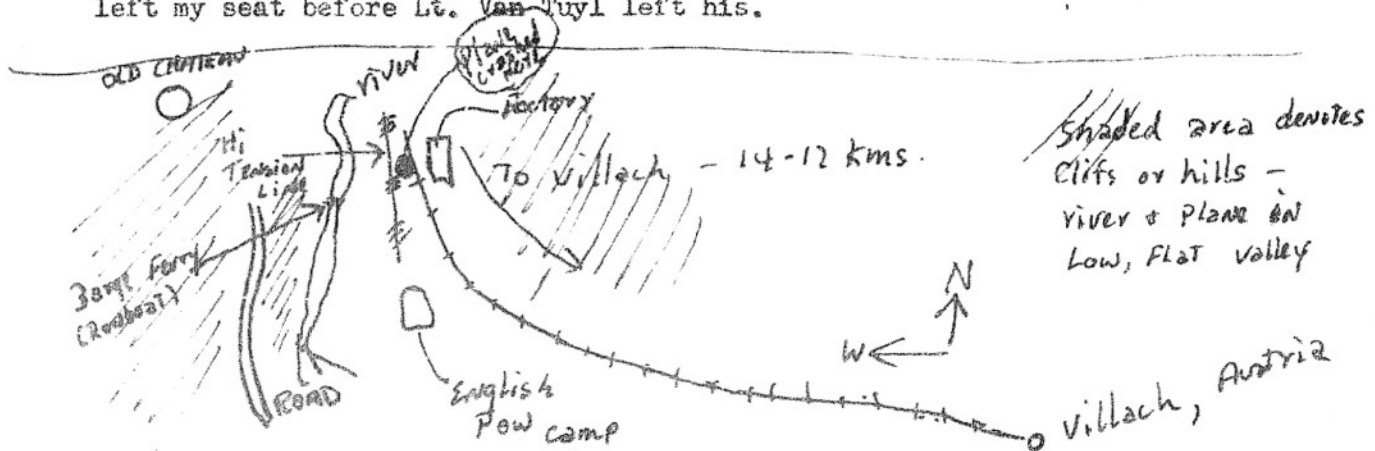 left my seat before Lt. Van Tuyl left his.
Plane
crashed
here
OLD CHATEAU
river
Factory
Hi
TENSION
Line
To Villach - 14-17 kms.
Shaded area denotes
Clifs or hills -
river & plane in
Low, FLAT valley
Barge Ferry
(Rowboat)
N
W
ROAD
English
POW camp
Villach, Austria